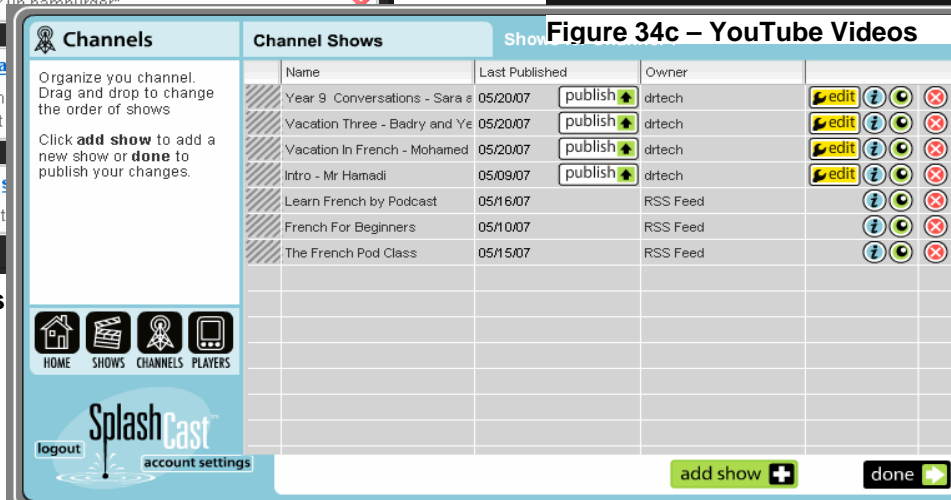 Figure 34c – YouTube Videos
Channels
Organize you channel.
Drag and drop to change
the order of shows
Click add show to add a
new show or done to
publish your changes.
HOME SHOWS CHANNELS PLAYERS
SplashCast
logout
account settings
Channel Shows
Name Last Published Owner
Year 9 Conversations - Sara 05/20/07 publish drtech edit
Vacation Three - Badry and 05/20/07 publish drtech edit
Vacation In French - Mohamed 05/20/07 publish drtech edit
Intro - Mr Hamadi 05/09/07 publish drtech edit
Learn French by Podcast 05/16/07 RSS Feed
French For Beginners 05/10/07 RSS Feed
The French Pod Class 05/15/07 RSS Feed
add show done